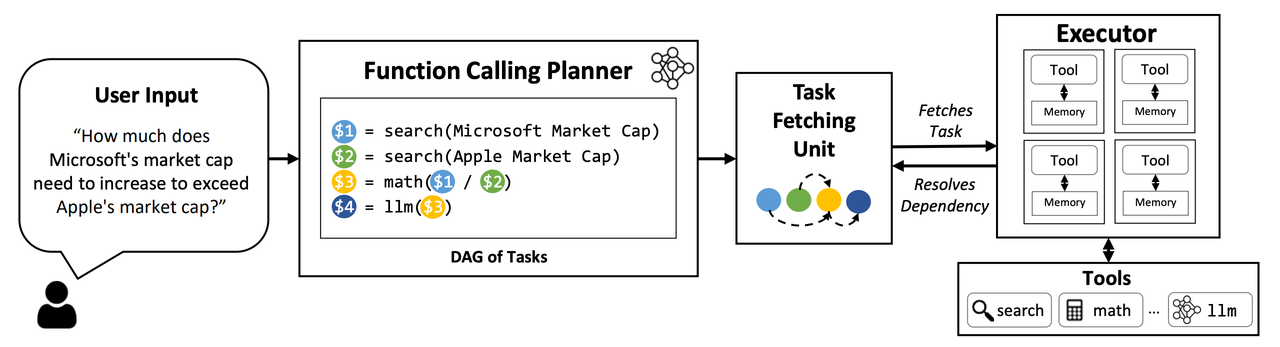 User Input
“How much does
Microsoft's market cap
need to increase to exceed
Apple's market cap?”
Function Calling Planner
$1 = search(Microsoft Market Cap)
$2 = search(Apple Market Cap)
$3 = math($1 / $2)
$4 = llm($3)
DAG of Tasks
Task
Fetching
Unit
Fetches
Task
Resolves
Dependency
Executor
Tool
Memory
Tool
Memory
Tool
Memory
Tool
Memory
Tools
search
math
...
llm